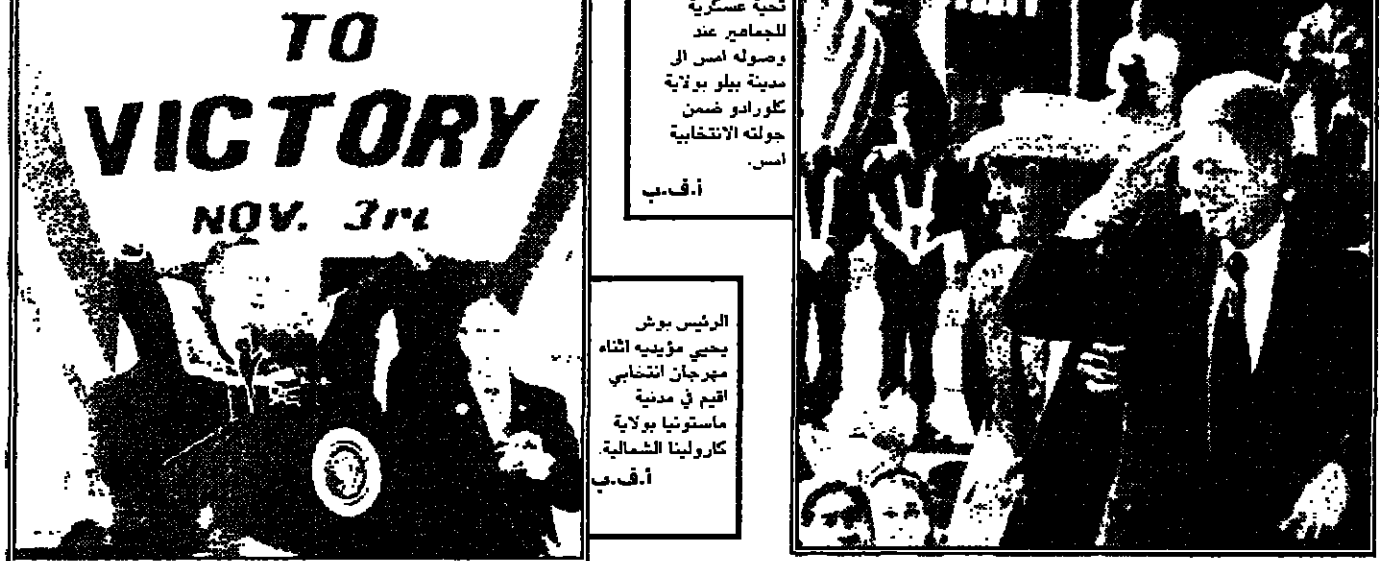 TO
VICTORY
NOV. 3rd
تحية عسكرية
للجماهير عند
وصوله امس الى
مدينة بيلو بولاية
كلورادو ضمن
جولته الانتخابية
امس.
أ.ف.ب
الرئيس بوش
يحيي مؤيديه اثناء
مهرجان انتخابي
اقيم في مدنية
ماستونيا بولاية
كارولينا الشمالية.
أ.ف.ب